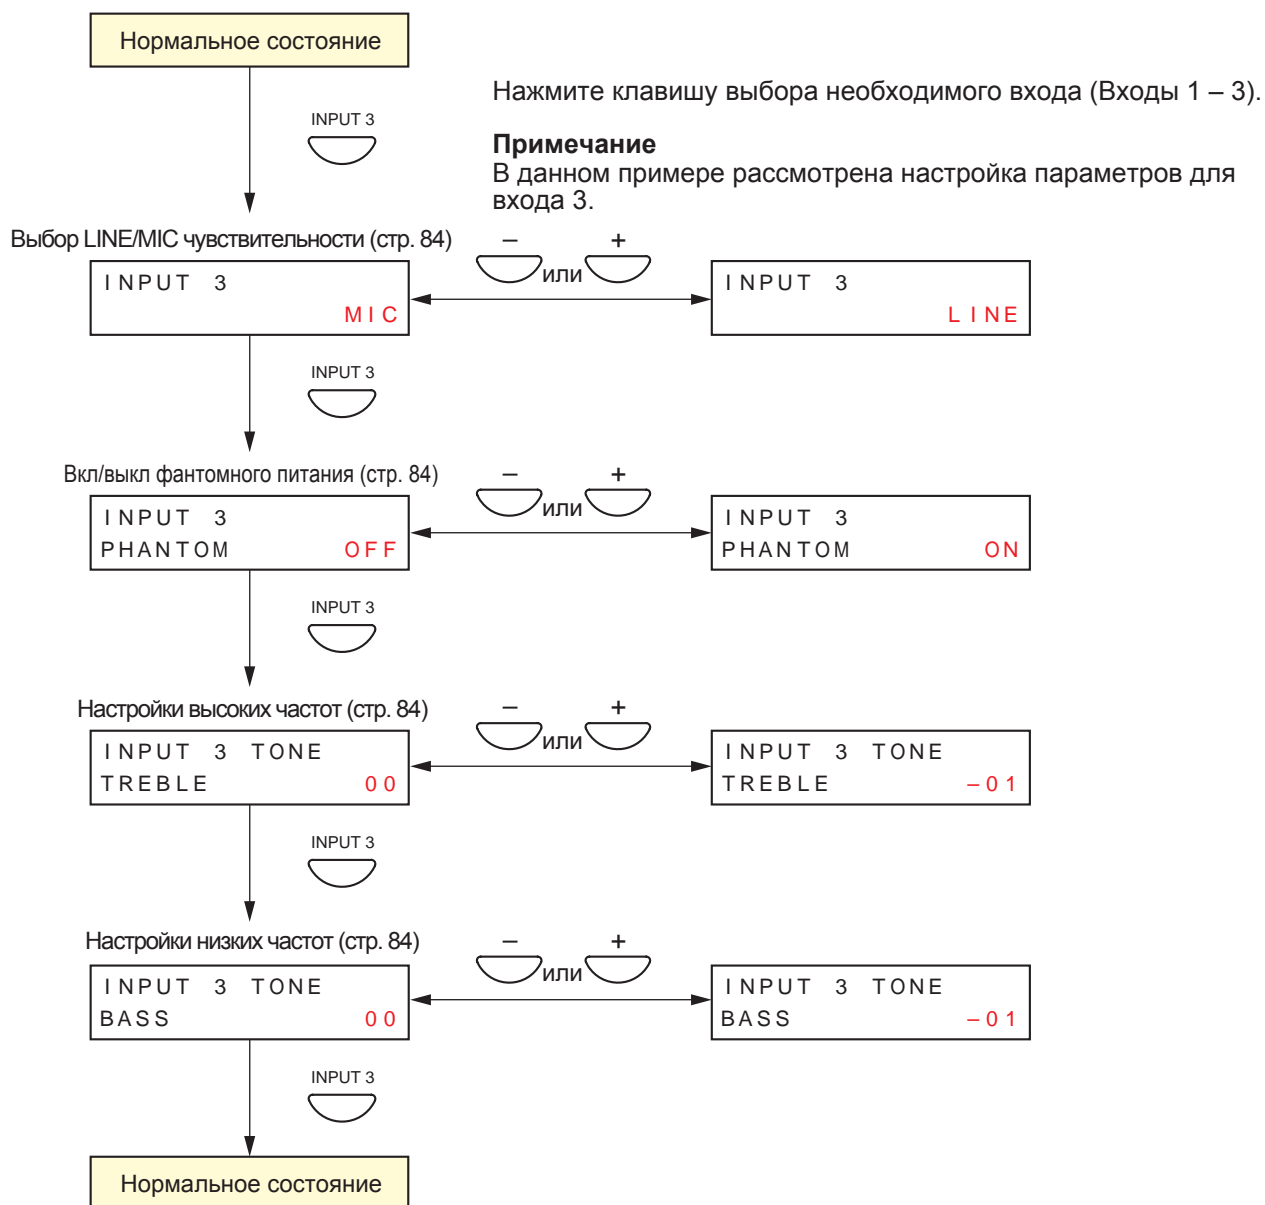 Нормальное состояние
Нажмите клавишу выбора необходимого входа (Входы 1 – 3).
INPUT 3
Примечание
В данном примере рассмотрена настройка параметров для
входа 3.
Выбор LINE/MIC чувствительности (стр. 84)
– +
или
INPUT 3
MIC
INPUT 3
LINE
INPUT 3
Вкл/выкл фантомного питания (стр. 84)
– +
или
INPUT 3
PHANTOM OFF
INPUT 3
PHANTOM ON
INPUT 3
Настройки высоких частот (стр. 84)
– +
или
INPUT 3 TONE
TREBLE 00
INPUT 3 TONE
TREBLE –01
INPUT 3
Настройки низких частот (стр. 84)
– +
или
INPUT 3 TONE
BASS 00
INPUT 3 TONE
BASS –01
INPUT 3
Нормальное состояние